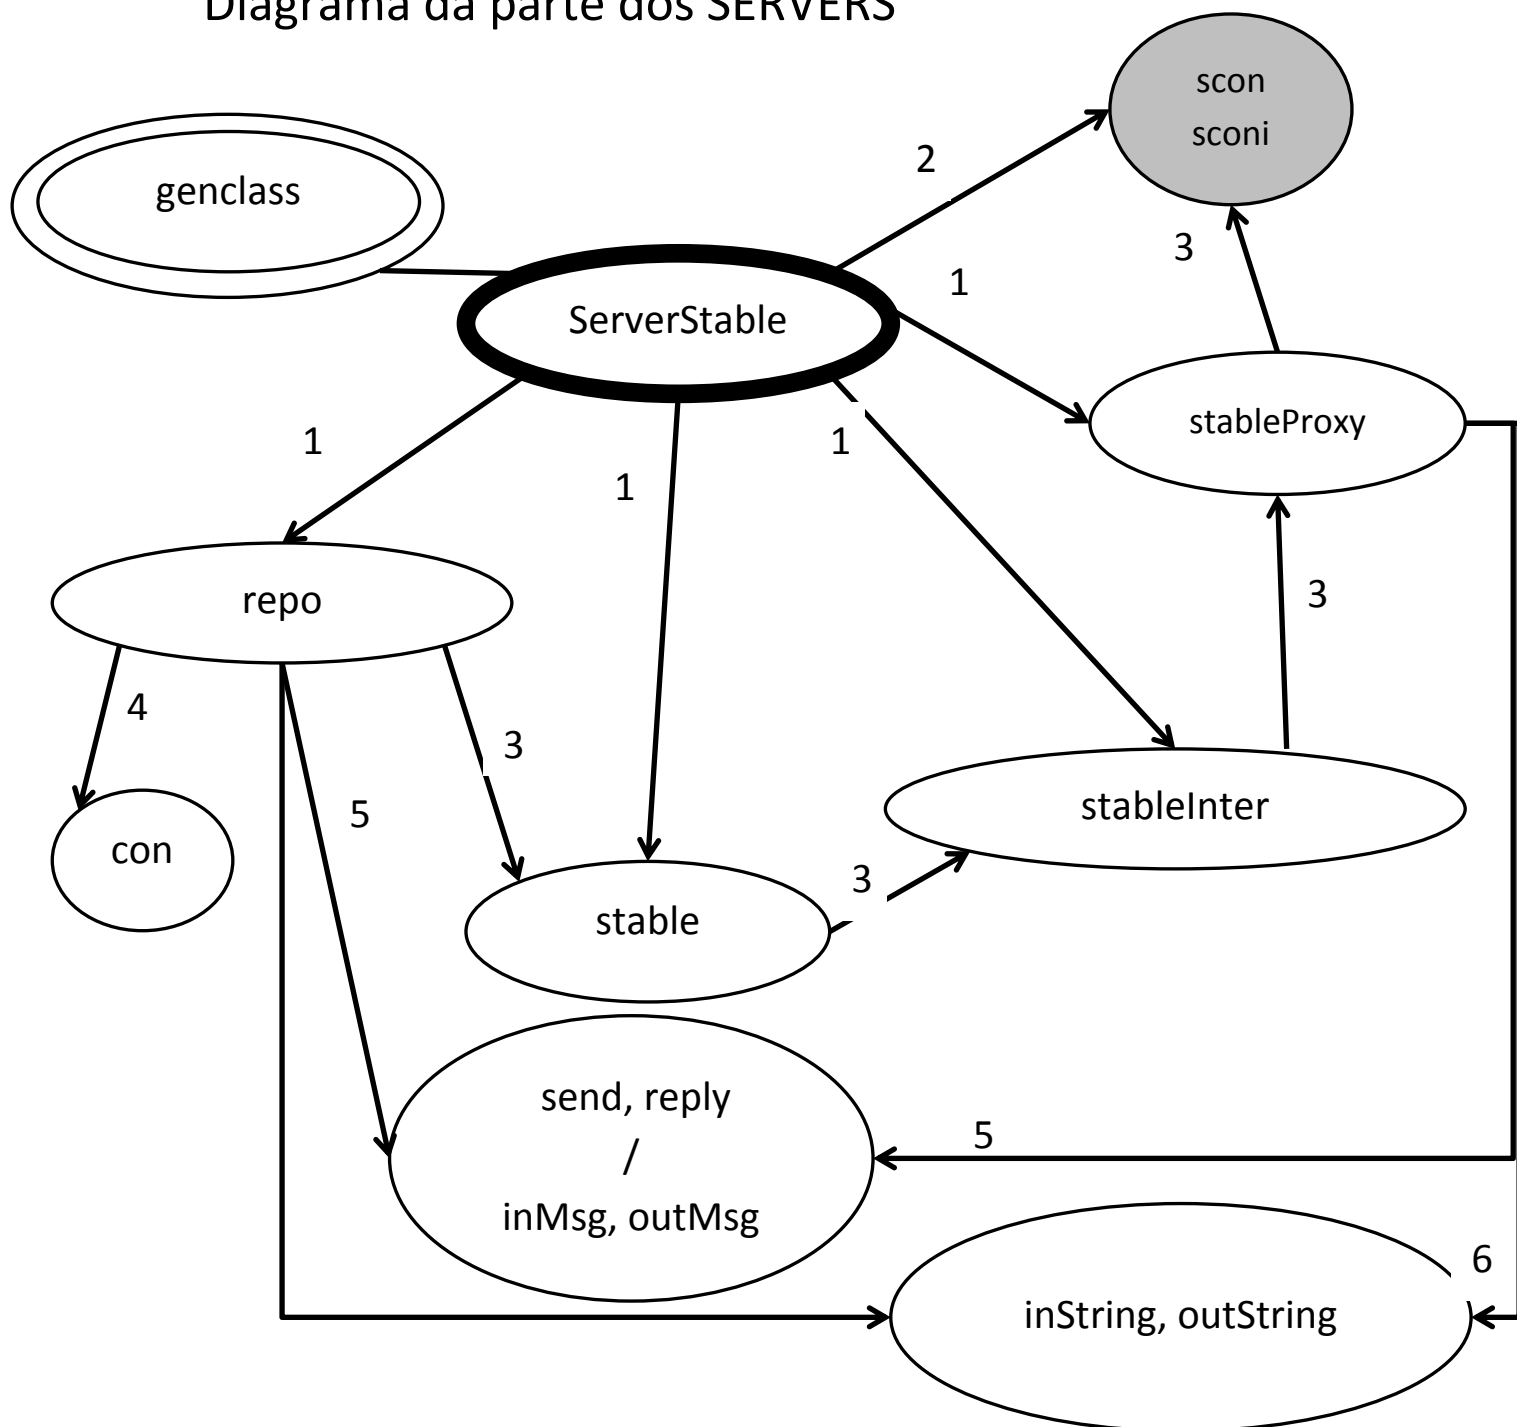 Diagrama da parte dos SERVERS
scon
sconi
2
genclass
3
1
ServerStable
stableProxy
1
1
1
3
repo
4
3
5
stableInter
con
3
stable
send, reply
/
inMsg, outMsg
5
6
inString, outString